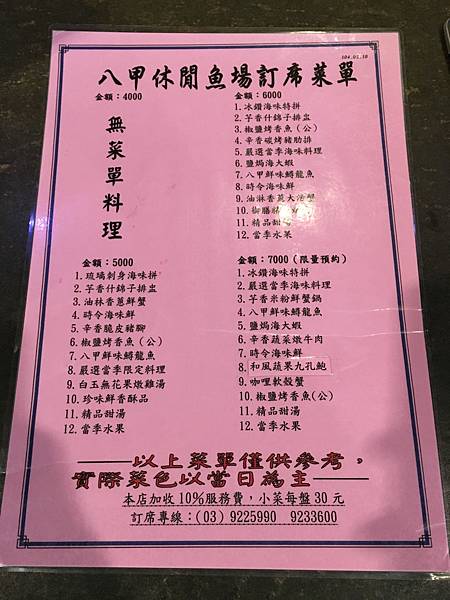 104.01.10
八甲休閒魚場訂席菜單
金額：4000
無菜單料理
金額：6000
1.冰鑽海味特拼
2.芋香什錦子排盅
3.椒鹽烤香魚(公)
4.辛香碳烤豬肋排
5.嚴選當季海味料理
6.鹽焗海大蝦
7.八甲鮮味鱘龍魚
8.時令海味鮮
9.油淋香蔥大活蟹
10.御膳
11.精品甜湯
12.當季水果
金額：5000
1.琉璃刺身海味拼
2.芋香什錦子排盅
3.油林香蔥鮮蟹
4.時令海味鮮
5.辛香脆皮豬腳
6.椒鹽烤香魚(公)
7.八甲鮮味鱘龍魚
8.嚴選當季限定料理
9.白玉無花果燉雞湯
10.珍味鮮香酥品
11.精品甜湯
12.當季水果
金額：7000(限量預約)
1.冰鑽海味特拼
2.嚴選當季海味料理
3.芋香米粉鮮蟹鍋
4.八甲鮮味鱘龍魚
5.鹽焗海大蝦
6.辛香蔬菜燉牛肉
7.時令海味鮮
8.和風蔬果九孔鮑
9.咖哩軟殼蟹
10.椒鹽烤香魚(公)
11.精品甜湯
12.當季水果
——以上菜單僅供參考，
實際菜色以當日為主——
本店加收10%服務費，小菜每盤30元
訂席專線：(03) 9225990 9233600